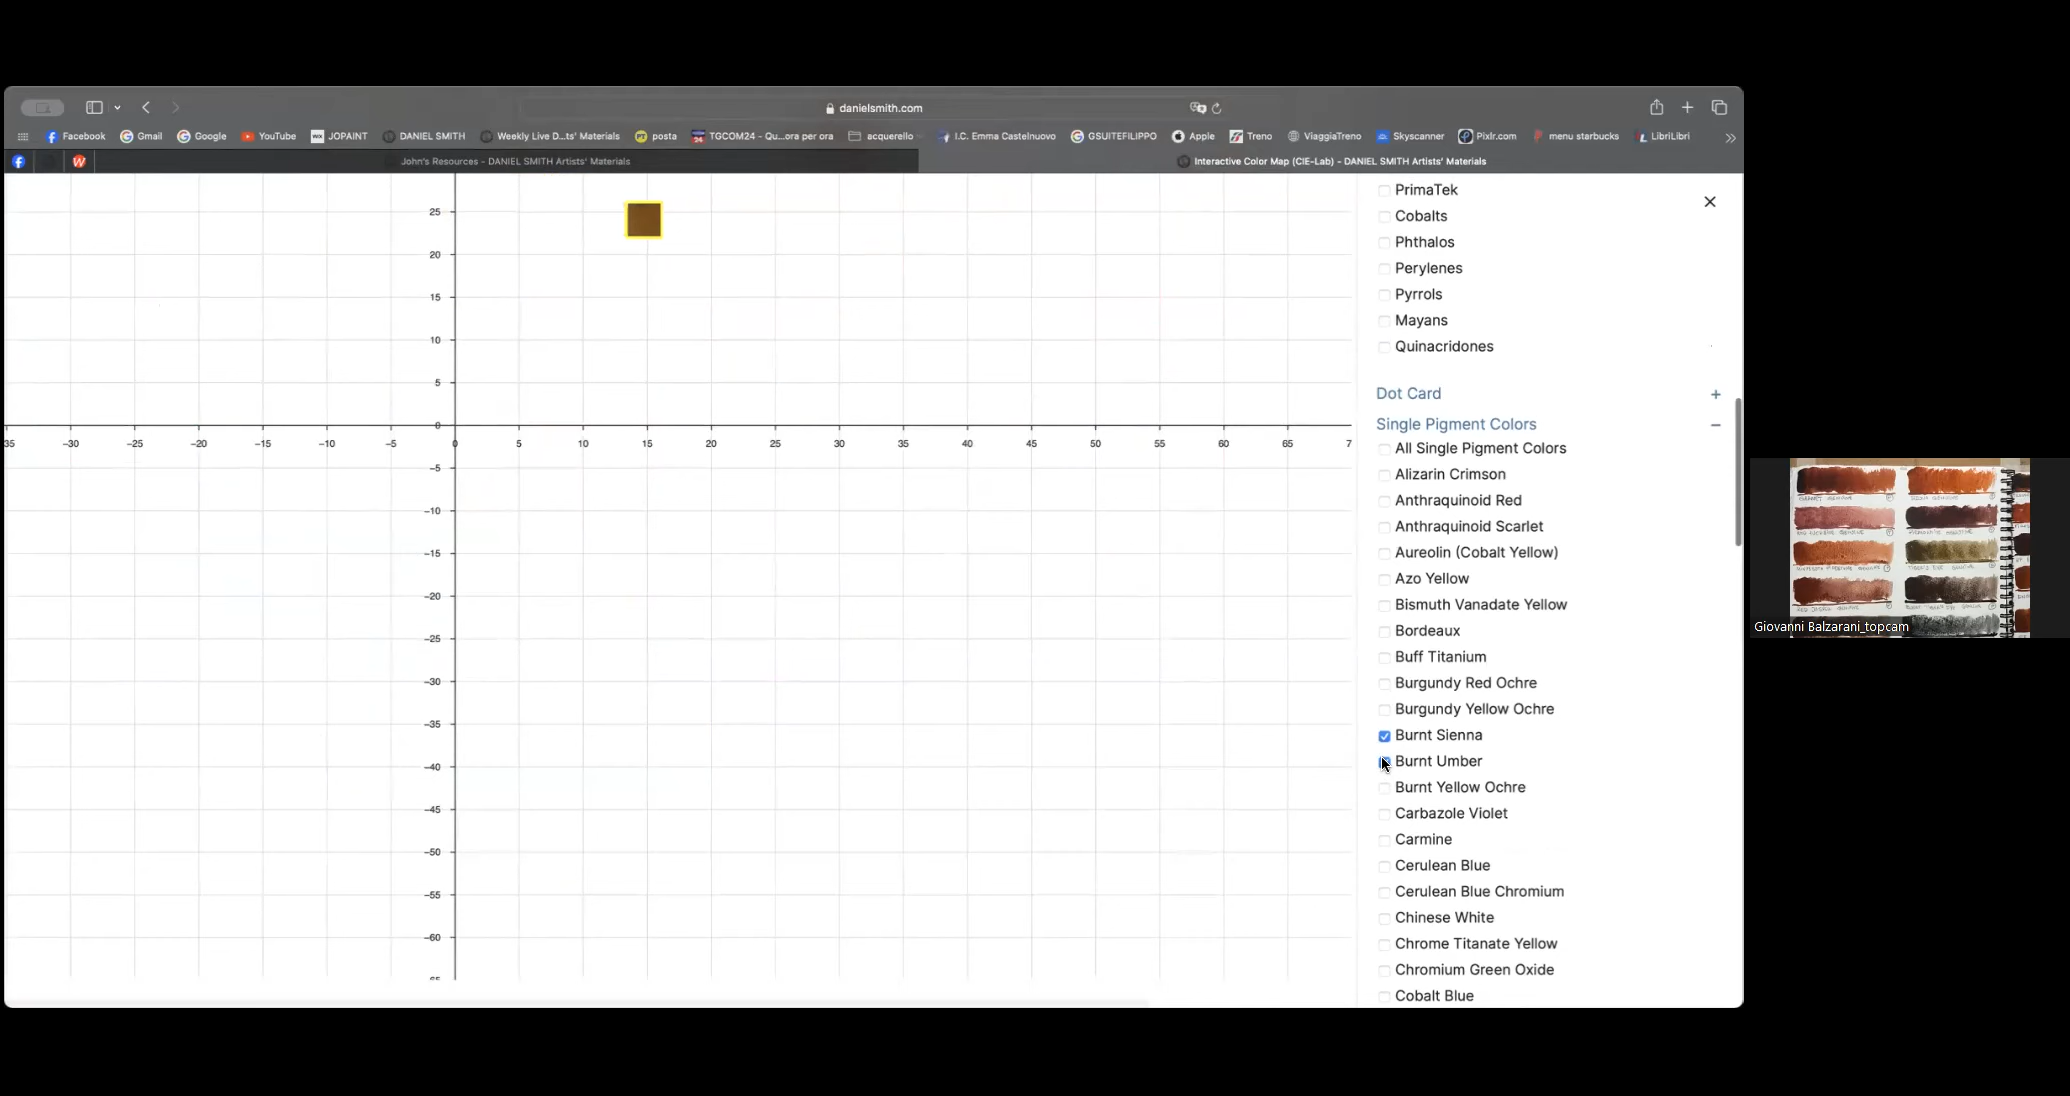 danielsmith.com
Facebook Gmail Google YouTube JOPAINT DANIEL SMITH Weekly Live D...ts' Materials posta TGCOM24 - Qu...ora per ora acquerello I.C. Emma Castelnuovo GSUITEFILIPPO Apple Treno ViaggiaTreno Skyscanner Pixlr.com menu starbucks LibriLibri
John's Resources - DANIEL SMITH Artists' Materials Interactive Color Map (CIE-Lab) - DANIEL SMITH Artists' Materials
25
20
15
10
5
0
35 −30 −25 −20 −15 −10 −5 0 5 10 15 20 25 30 35 40 45 50 55 60 65 7
−5
−10
−15
−20
−25
−30
−35
−40
−45
−50
−55
−60
PrimaTek
Cobalts
Phthalos
Perylenes
Pyrrols
Mayans
Quinacridones
Dot Card +
Single Pigment Colors −
All Single Pigment Colors
Alizarin Crimson
Anthraquinoid Red
Anthraquinoid Scarlet
Aureolin (Cobalt Yellow)
Azo Yellow
Bismuth Vanadate Yellow
Bordeaux
Buff Titanium
Burgundy Red Ochre
Burgundy Yellow Ochre
Burnt Sienna
Burnt Umber
Burnt Yellow Ochre
Carbazole Violet
Carmine
Cerulean Blue
Cerulean Blue Chromium
Chinese White
Chrome Titanate Yellow
Chromium Green Oxide
Cobalt Blue
Giovanni Balzarani_topcam